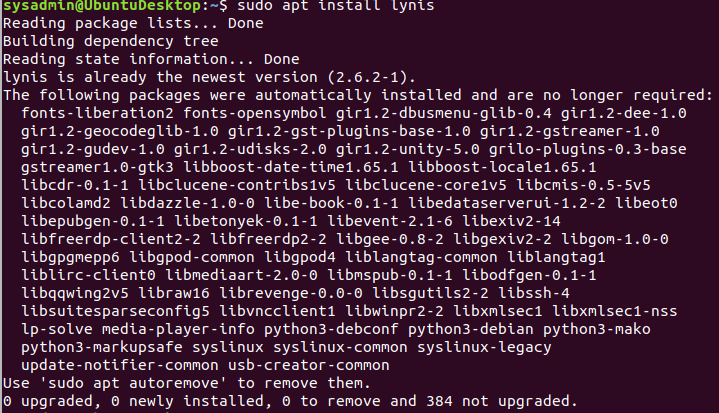 sysadmin@UbuntuDesktop:~$ sudo apt install lynis
Reading package lists... Done
Building dependency tree
Reading state information... Done
lynis is already the newest version (2.6.2-1).
The following packages were automatically installed and are no longer required:
  fonts-liberation2 fonts-opensymbol gir1.2-dbusmenu-glib-0.4 gir1.2-dee-1.0
  gir1.2-geocodeglib-1.0 gir1.2-gst-plugins-base-1.0 gir1.2-gstreamer-1.0
  gir1.2-gudev-1.0 gir1.2-udisks-2.0 gir1.2-unity-5.0 grilo-plugins-0.3-base
  gstreamer1.0-gtk3 libboost-date-time1.65.1 libboost-locale1.65.1
  libcdr-0.1-1 libclucene-contribs1v5 libclucene-core1v5 libcmis-0.5-5v5
  libcolamd2 libdazzle-1.0-0 libe-book-0.1-1 libedataserverui-1.2-2 libeot0
  libepubgen-0.1-1 libetonyek-0.1-1 libevent-2.1-6 libexiv2-14
  libfreerdp-client2-2 libfreerdp2-2 libgee-0.8-2 libgexiv2-2 libgom-1.0-0
  libgpgmepp6 libgpod-common libgpod4 liblangtag-common liblangtag1
  liblirc-client0 libmediaart-2.0-0 libmspub-0.1-1 libodfgen-0.1-1
  libqqwing2v5 libraw16 librevenge-0.0-0 libsgutils2-2 libssh-4
  libsuitesparseconfig5 libvncclient1 libwinpr2-2 libxmlsec1 libxmlsec1-nss
  lp-solve media-player-info python3-debconf python3-debian python3-mako
  python3-markupsafe syslinux syslinux-common syslinux-legacy
  update-notifier-common usb-creator-common
Use 'sudo apt autoremove' to remove them.
0 upgraded, 0 newly installed, 0 to remove and 384 not upgraded.